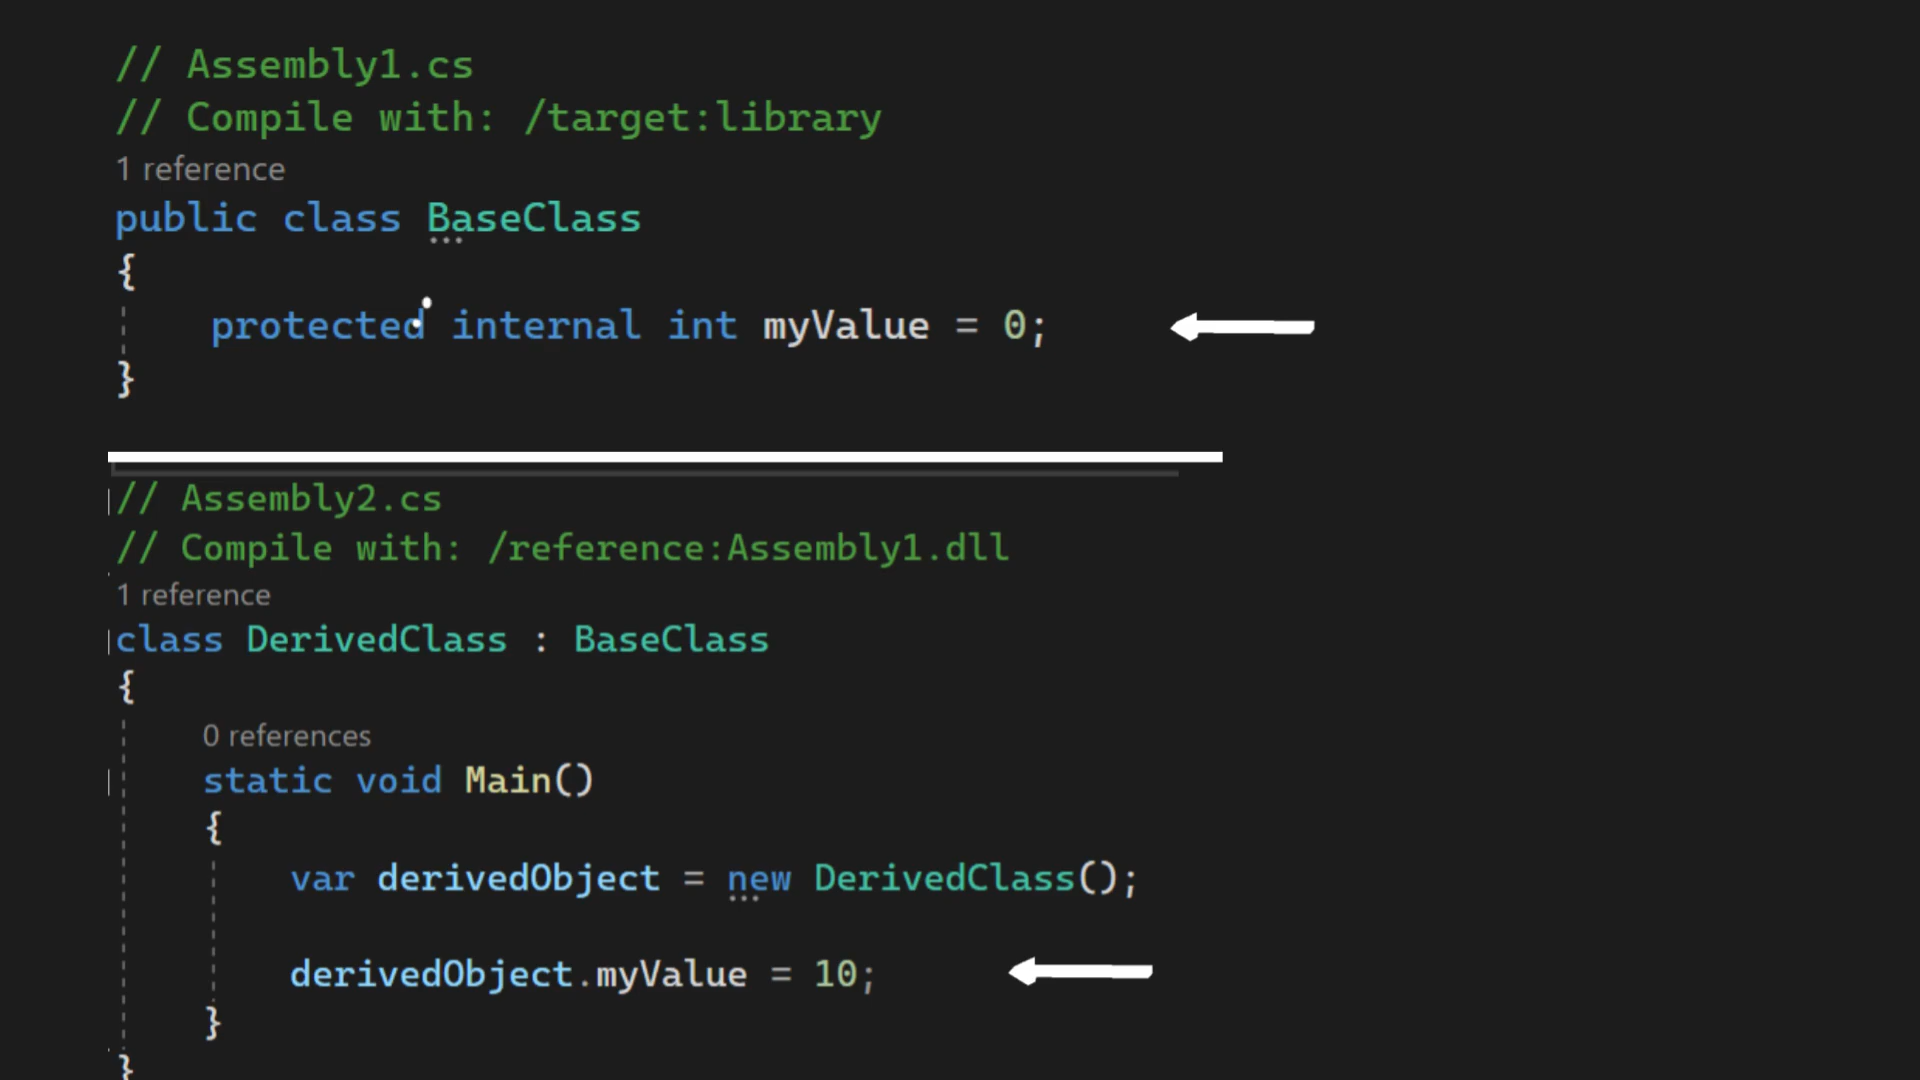 // Assembly1.cs
// Compile with: /target:library
1 reference
public class BaseClass
{
protected internal int myValue = 0;
}
// Assembly2.cs
// Compile with: /reference:Assembly1.dll
1 reference
class DerivedClass : BaseClass
{
0 references
static void Main()
{
var derivedObject = new DerivedClass();
derivedObject.myValue = 10;
}
}